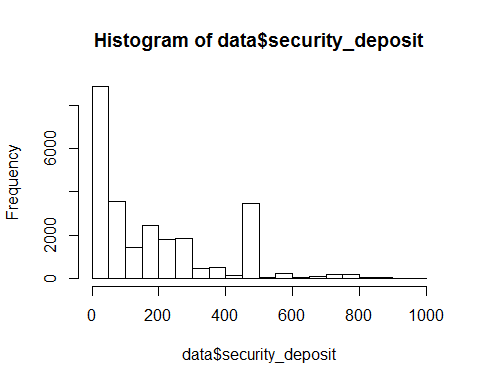 Histogram of data$security_deposit
Frequency
6000
2000
0
0 200 400 600 800 1000
data$security_deposit